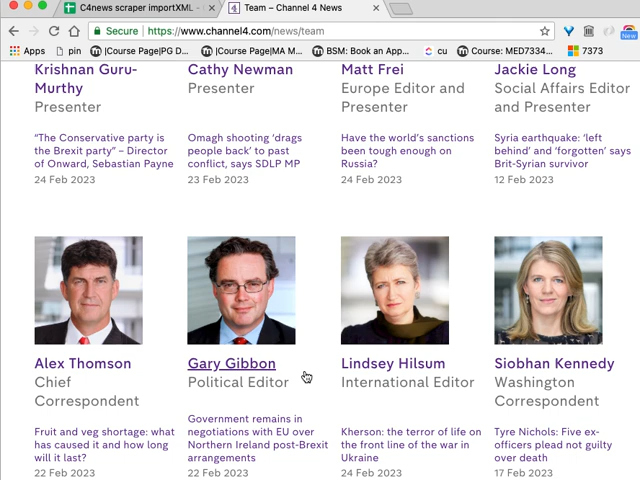 C4news scraper importXML -
Team – Channel 4 News
Secure https://www.channel4.com/news/team
Apps pin |Course Page|PG D... |Course Page|MA M... BSM: Book an App... cu Course: MED7334... 7373
New
Krishnan Guru-Murthy
Presenter
“The Conservative party is
the Brexit party” – Director
of Onward, Sebastian Payne
24 Feb 2023
Cathy Newman
Presenter
Omagh shooting ‘drags
people back’ to past
conflict, says SDLP MP
23 Feb 2023
Matt Frei
Europe Editor and
Presenter
Have the world’s sanctions
been tough enough on
Russia?
24 Feb 2023
Jackie Long
Social Affairs Editor
and Presenter
Syria earthquake: ‘left
behind’ and ‘forgotten’ says
Brit-Syrian survivor
12 Feb 2023
Alex Thomson
Chief
Correspondent
Fruit and veg shortage: what
has caused it and how long
will it last?
22 Feb 2023
Gary Gibbon
Political Editor
Government remains in
negotiations with EU over
Northern Ireland post-Brexit
arrangements
22 Feb 2023
Lindsey Hilsum
International Editor
Kherson: the terror of life on
the front line of the war in
Ukraine
24 Feb 2023
Siobhan Kennedy
Washington
Correspondent
Tyre Nichols: Five ex-
officers plead not guilty
over death
17 Feb 2023